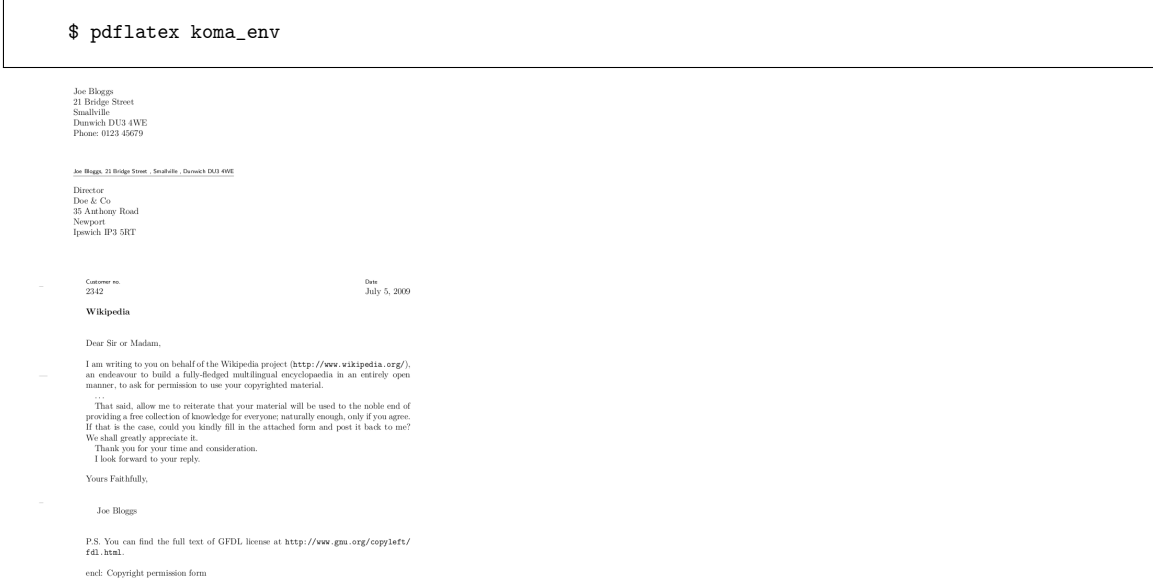 $ pdflatex koma_env
Joe Bloggs
21 Bridge Street
Smallville
Dunwich DU3 4WE
Phone: 0123 45679
Joe Bloggs, 21 Bridge Street , Smallville , Dunwich DU3 4WE
Director
Doe & Co
35 Anthony Road
Newport
Ipswich IP3 5RT
Customer no. Date
2342 July 5, 2009
Wikipedia
Dear Sir or Madam,
I am writing to you on behalf of the Wikipedia project (http://www.wikipedia.org/),
an endeavour to build a fully-fledged multilingual encyclopaedia in an entirely open
manner, to ask for permission to use your copyrighted material.
...
That said, allow me to reiterate that your material will be used to the noble end of
providing a free collection of knowledge for everyone; naturally enough, only if you agree.
If that is the case, could you kindly fill in the attached form and post it back to me?
We shall greatly appreciate it.
Thank you for your time and consideration.
I look forward to your reply.
Yours Faithfully,
Joe Bloggs
P.S. You can find the full text of GFDL license at http://www.gnu.org/copyleft/
fdl.html.
encl: Copyright permission form